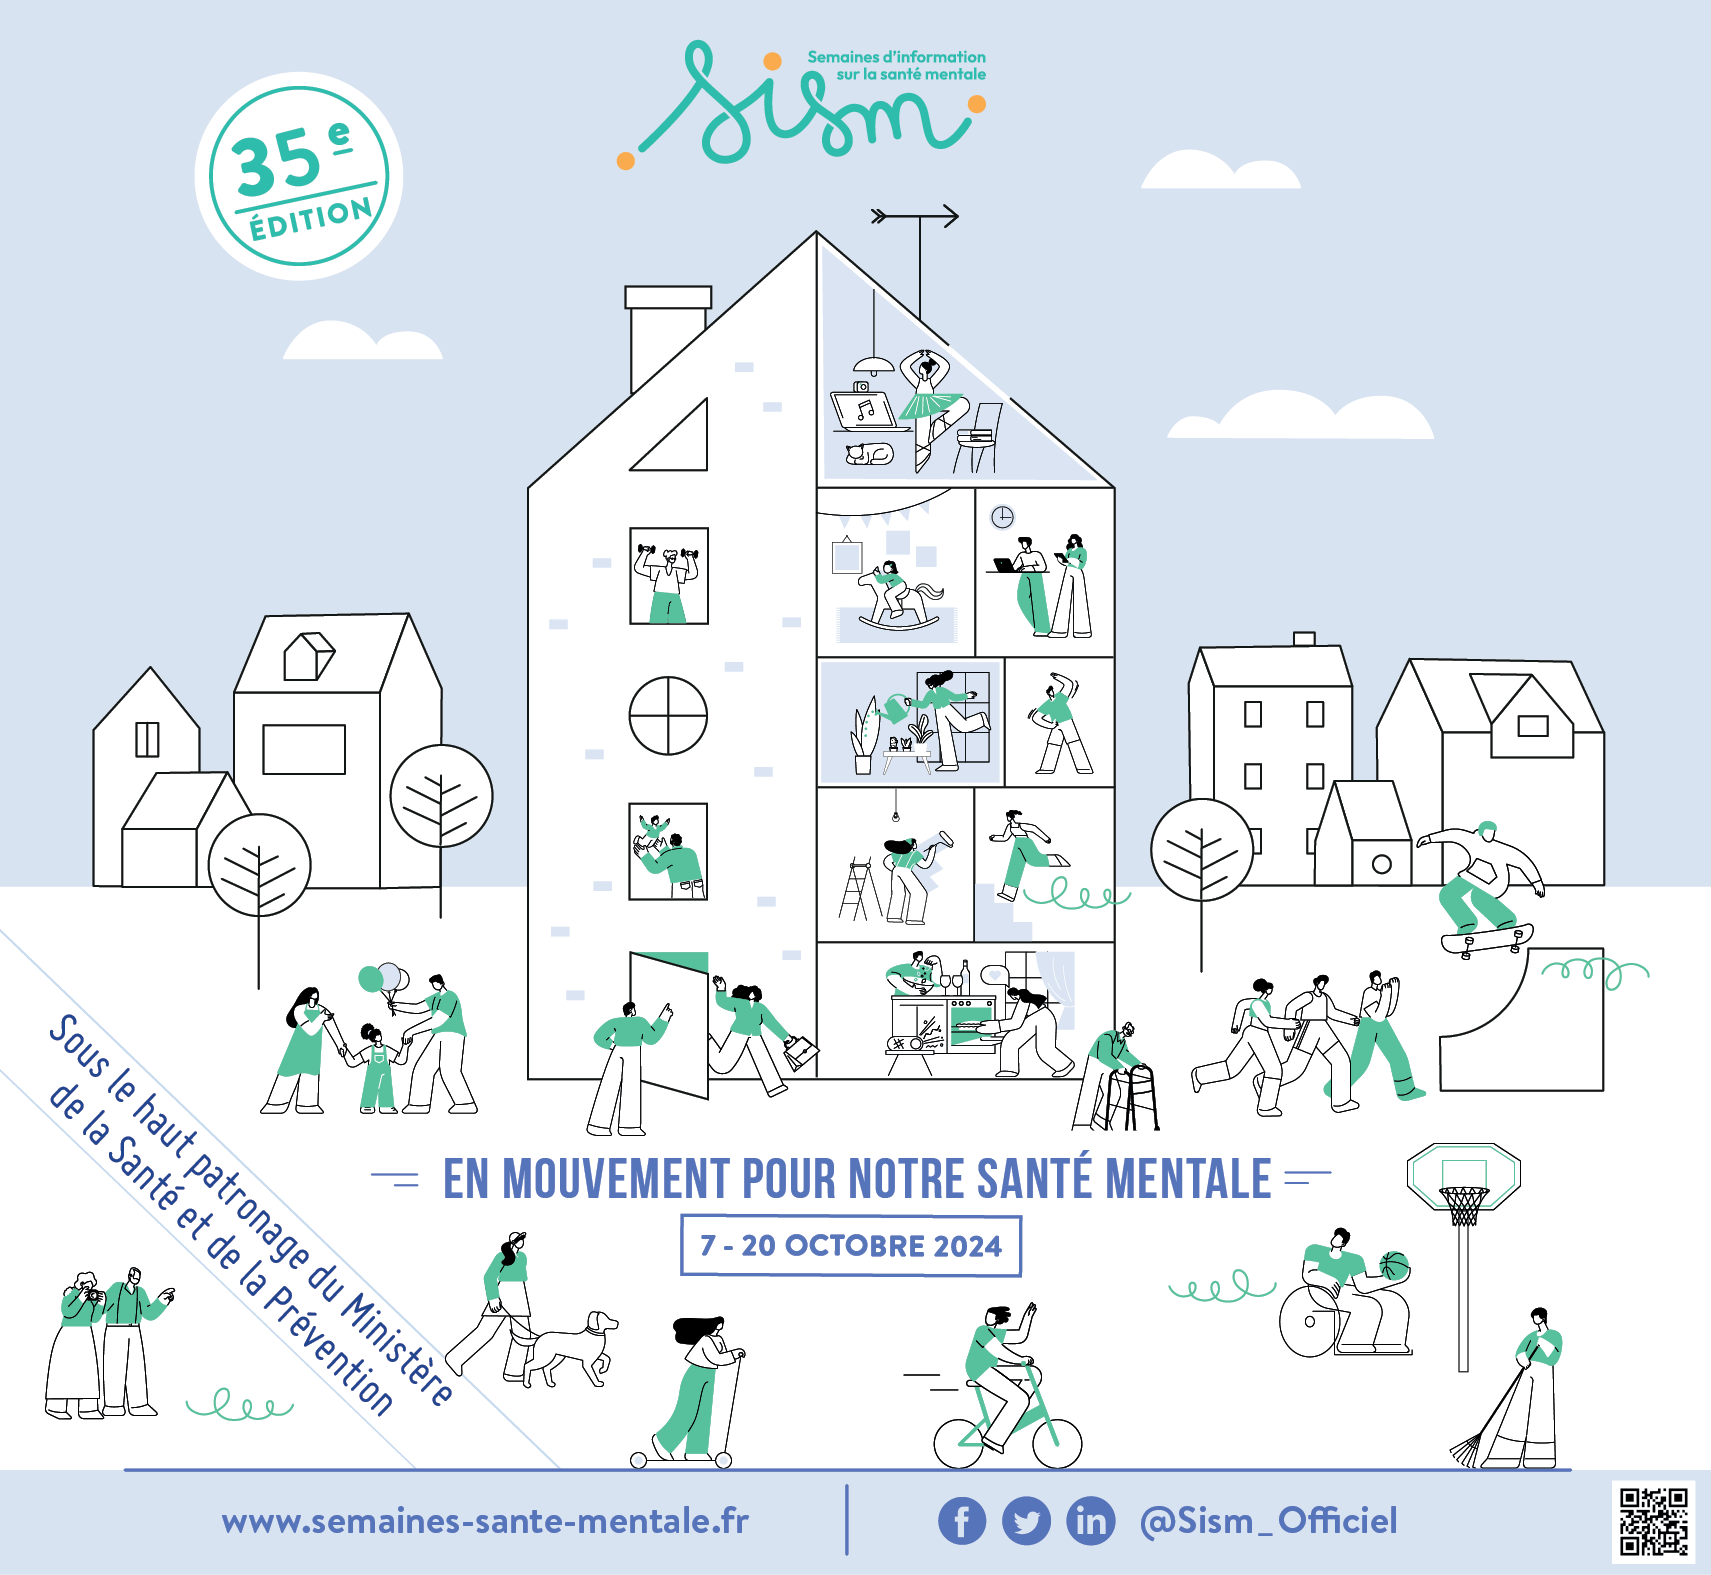 sism
Semaines d'information
sur la santé mentale
35e
ÉDITION
Sous le haut patronage du Ministère
de la Santé et de la Prévention
EN MOUVEMENT POUR NOTRE SANTÉ MENTALE
7 - 20 OCTOBRE 2024
www.semaines-sante-mentale.fr
@Sism_Officiel